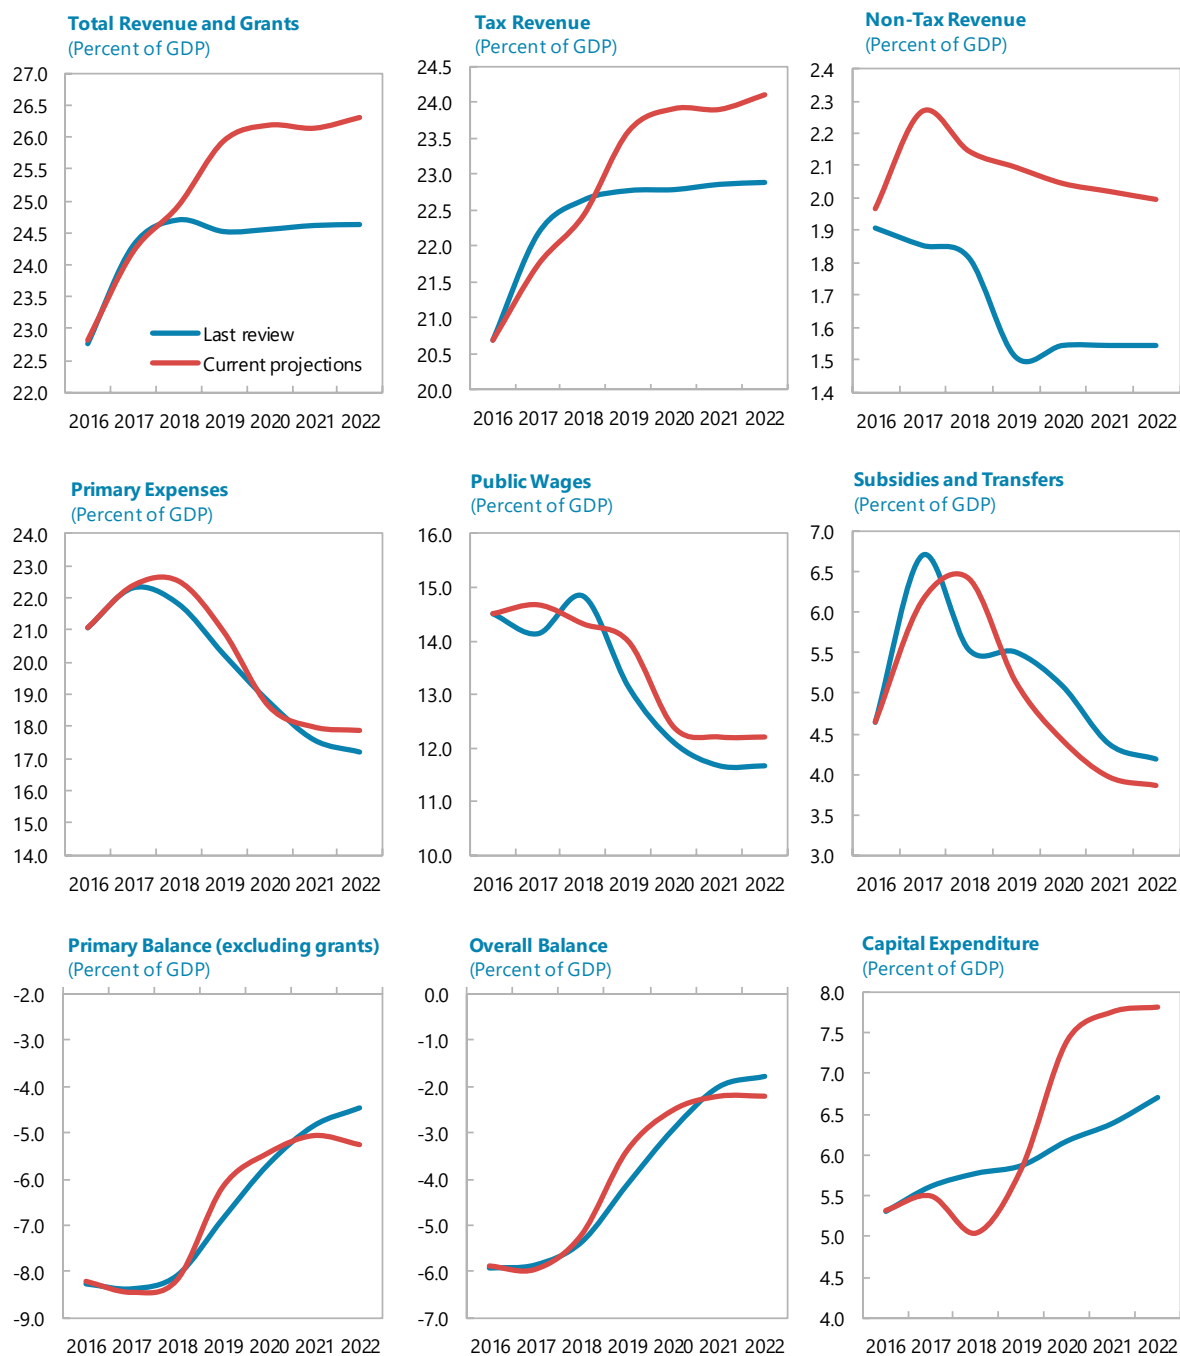 Total Revenue and Grants
(Percent of GDP)
27.0
26.5
26.0
25.5
25.0
24.5
24.0
23.5
23.0
22.5
22.0
Last review
Current projections
2016 2017 2018 2019 2020 2021 2022
Tax Revenue
(Percent of GDP)
24.5
24.0
23.5
23.0
22.5
22.0
21.5
21.0
20.5
20.0
2016 2017 2018 2019 2020 2021 2022
Non-Tax Revenue
(Percent of GDP)
2.4
2.3
2.2
2.1
2.0
1.9
1.8
1.7
1.6
1.5
1.4
2016 2017 2018 2019 2020 2021 2022
Primary Expenses
(Percent of GDP)
24.0
23.0
22.0
21.0
20.0
19.0
18.0
17.0
16.0
15.0
14.0
2016 2017 2018 2019 2020 2021 2022
Public Wages
(Percent of GDP)
16.0
15.0
14.0
13.0
12.0
11.0
10.0
2016 2017 2018 2019 2020 2021 2022
Subsidies and Transfers
(Percent of GDP)
7.0
6.5
6.0
5.5
5.0
4.5
4.0
3.5
3.0
2016 2017 2018 2019 2020 2021 2022
Primary Balance (excluding grants)
(Percent of GDP)
-2.0
-3.0
-4.0
-5.0
-6.0
-7.0
-8.0
-9.0
2016 2017 2018 2019 2020 2021 2022
Overall Balance
(Percent of GDP)
0.0
-1.0
-2.0
-3.0
-4.0
-5.0
-6.0
-7.0
2016 2017 2018 2019 2020 2021 2022
Capital Expenditure
(Percent of GDP)
8.0
7.5
7.0
6.5
6.0
5.5
5.0
4.5
4.0
2016 2017 2018 2019 2020 2021 2022